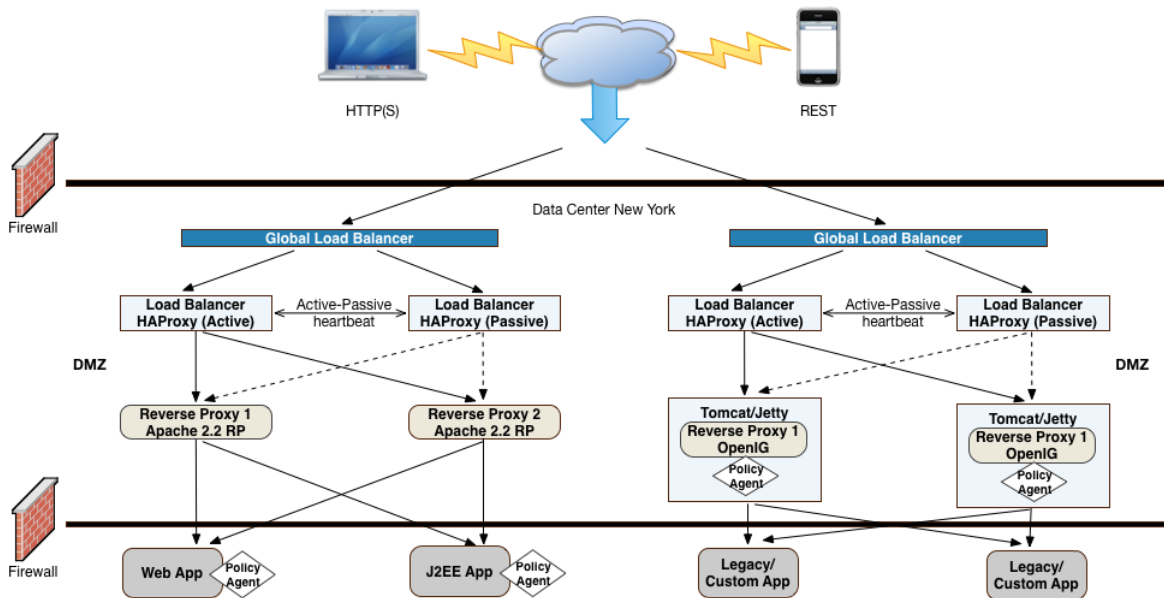 HTTP(S)
REST
Firewall
Data Center New York
Global Load Balancer
Global Load Balancer
Load Balancer
HAProxy (Active)
Active-Passive
heartbeat
Load Balancer
HAProxy (Passive)
Load Balancer
HAProxy (Active)
Active-Passive
heartbeat
Load Balancer
HAProxy (Passive)
DMZ
DMZ
Reverse Proxy 1
Apache 2.2 RP
Reverse Proxy 2
Apache 2.2 RP
Tomcat/Jetty
Reverse Proxy 1
OpenIG
Policy
Agent
Tomcat/Jetty
Reverse Proxy 1
OpenIG
Policy
Agent
Firewall
Web App
Policy
Agent
J2EE App
Policy
Agent
Legacy/
Custom App
Legacy/
Custom App